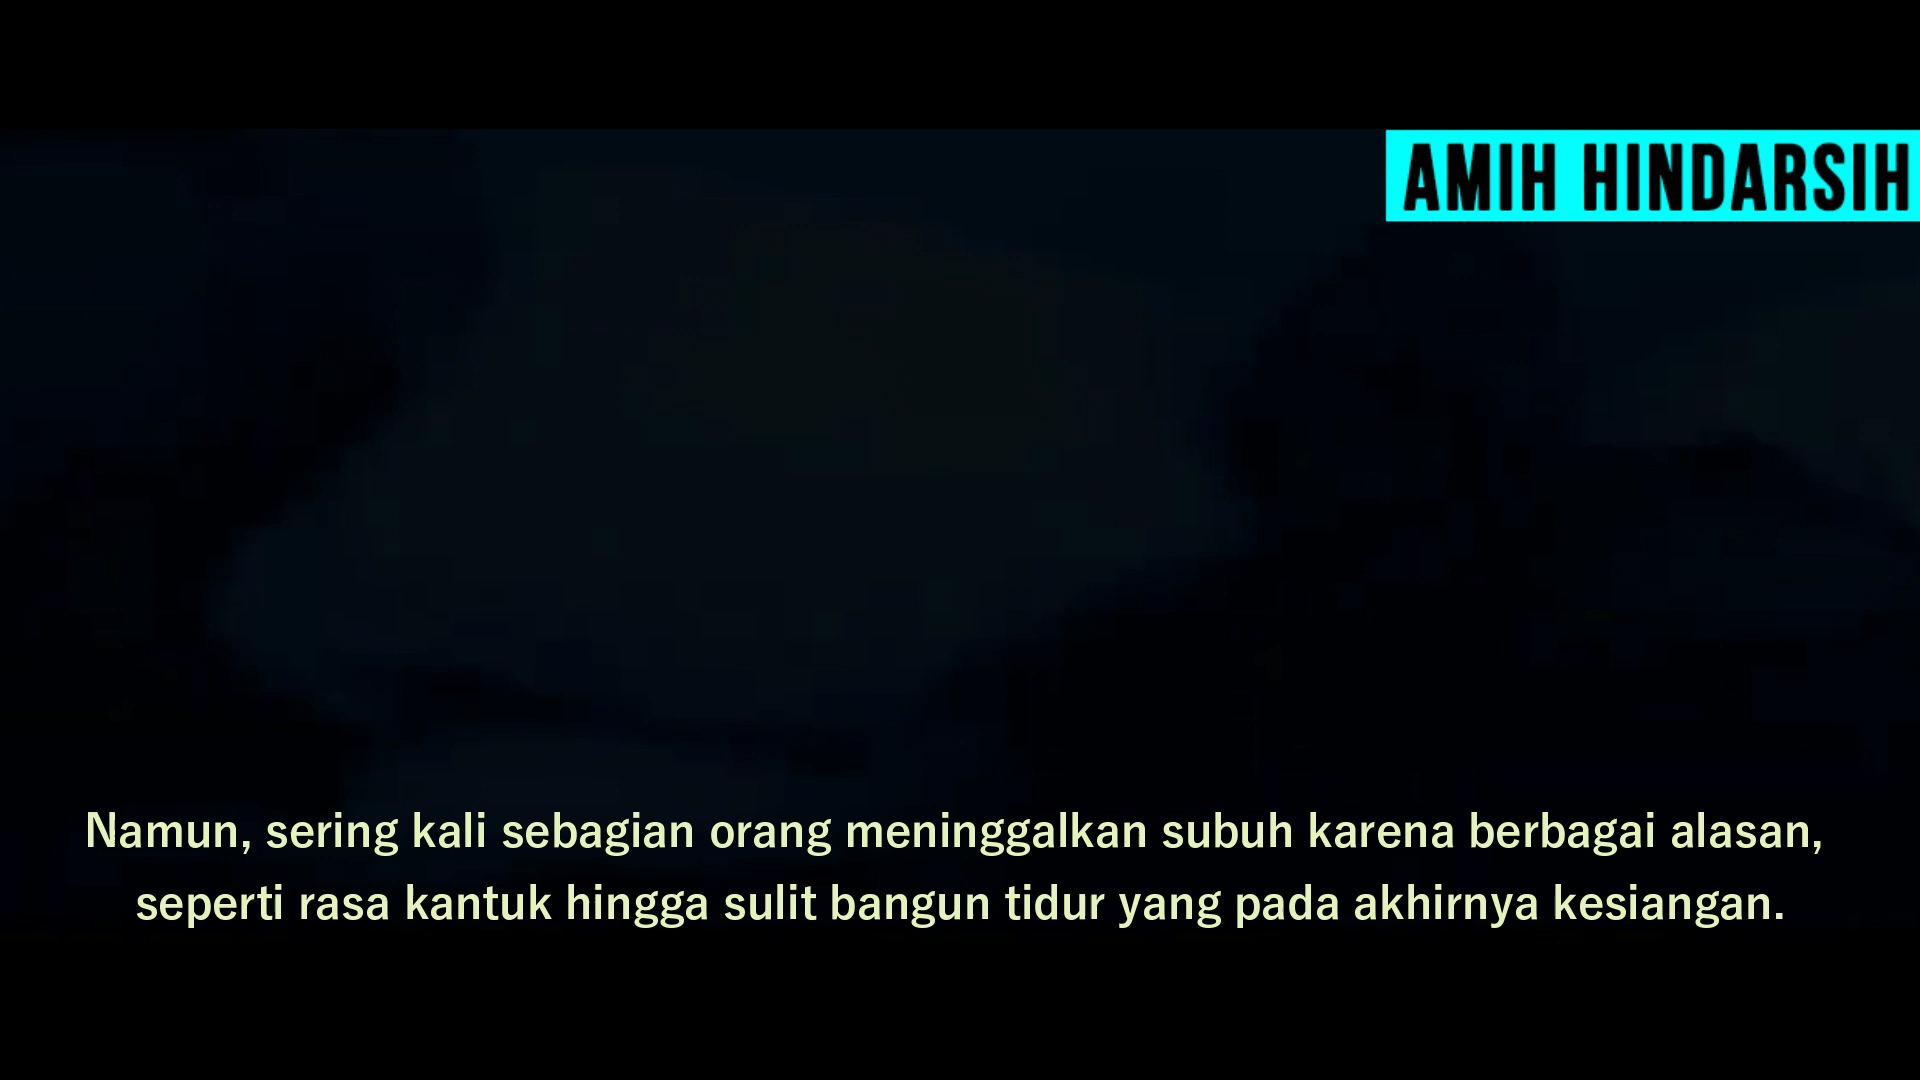 AMIH HINDARSIH
Namun, sering kali sebagian orang meninggalkan subuh karena berbagai alasan,
seperti rasa kantuk hingga sulit bangun tidur yang pada akhirnya kesiangan.